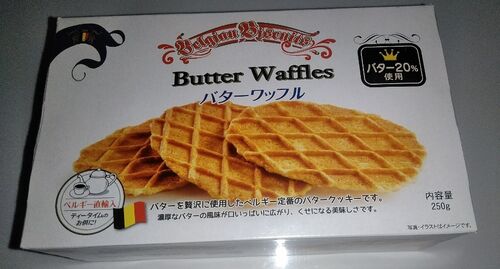 Belgian Biscuits
Butter Waffles
バターワッフル
バター20%
使用
ベルギー直輸入
ティータイムの
お供に!
バターを贅沢に使用したベルギー定番のバタークッキーです。
濃厚なバターの風味が口いっぱいに広がり、くせになる美味しさです。
内容量
250g
写真・イラストはイメージです。